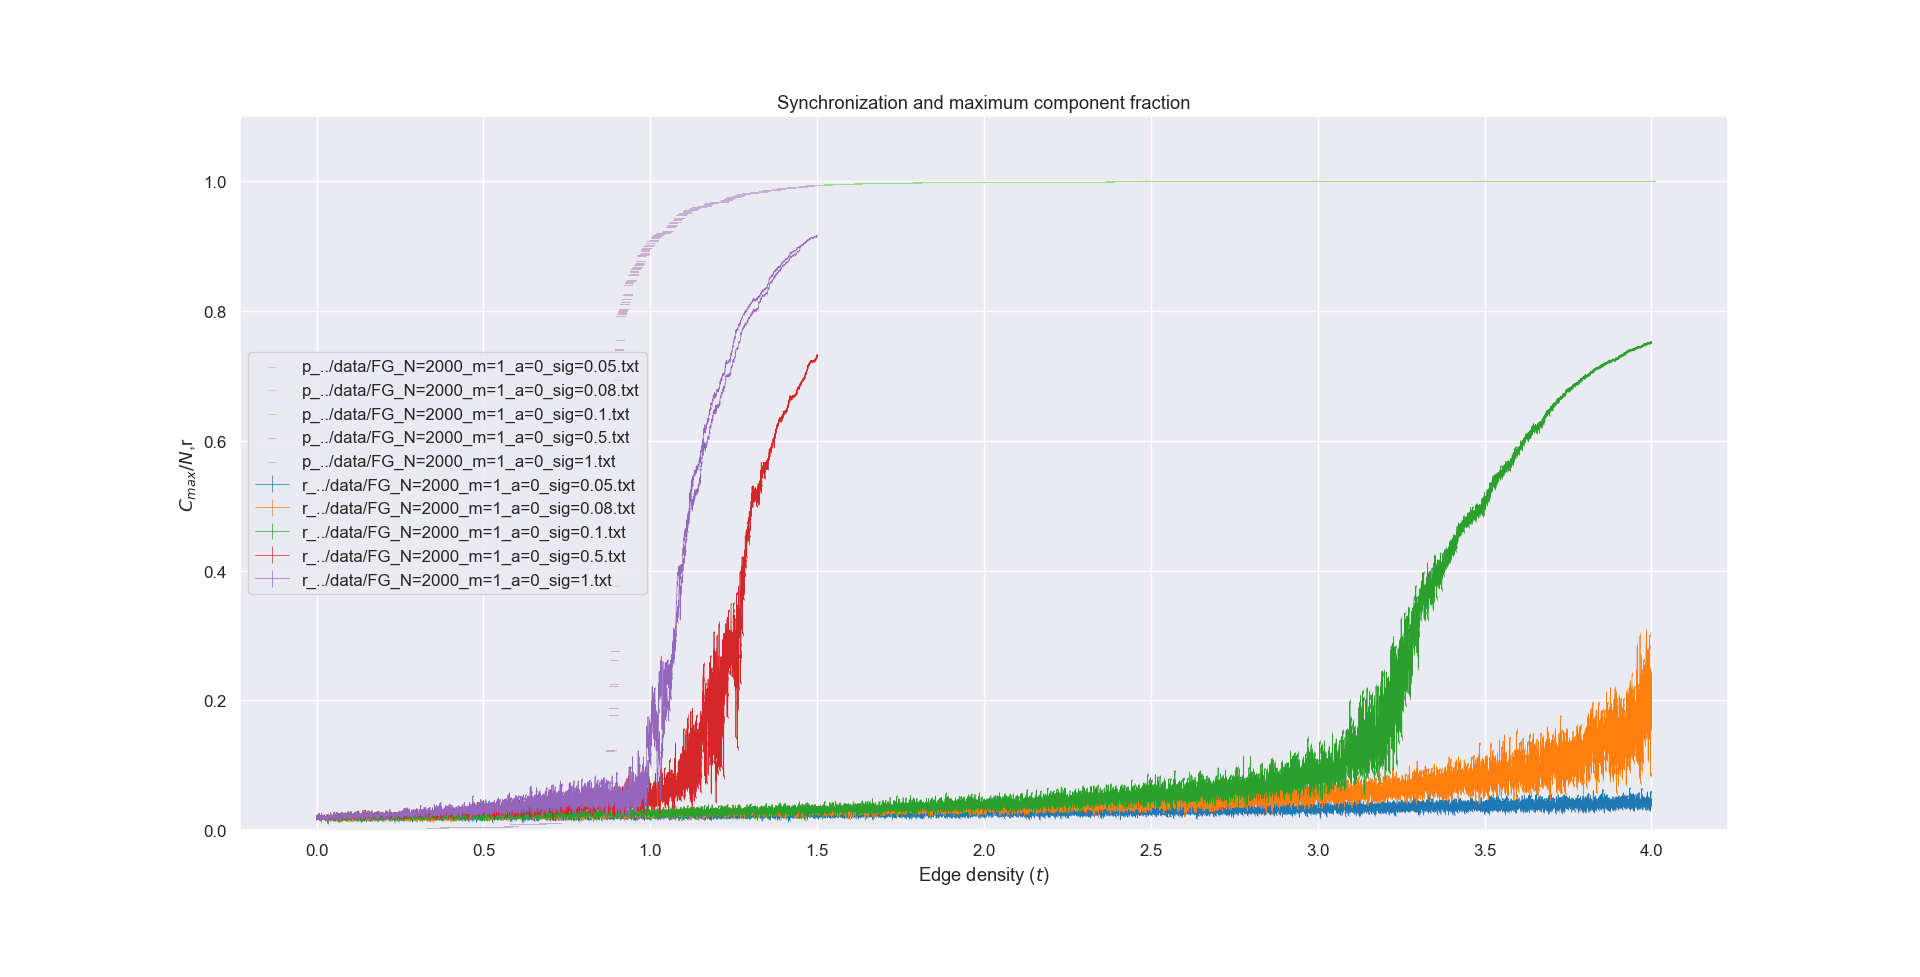 Synchronization and maximum component fraction
1.0
0.8
0.6
0.4
0.2
0.0
C_max/N,r
p_../data/FG_N=2000_m=1_a=0_sig=0.05.txt
p_../data/FG_N=2000_m=1_a=0_sig=0.08.txt
p_../data/FG_N=2000_m=1_a=0_sig=0.1.txt
p_../data/FG_N=2000_m=1_a=0_sig=0.5.txt
p_../data/FG_N=2000_m=1_a=0_sig=1.txt
r_../data/FG_N=2000_m=1_a=0_sig=0.05.txt
r_../data/FG_N=2000_m=1_a=0_sig=0.08.txt
r_../data/FG_N=2000_m=1_a=0_sig=0.1.txt
r_../data/FG_N=2000_m=1_a=0_sig=0.5.txt
r_../data/FG_N=2000_m=1_a=0_sig=1.txt
0.0 0.5 1.0 1.5 2.0 2.5 3.0 3.5 4.0
Edge density (t)